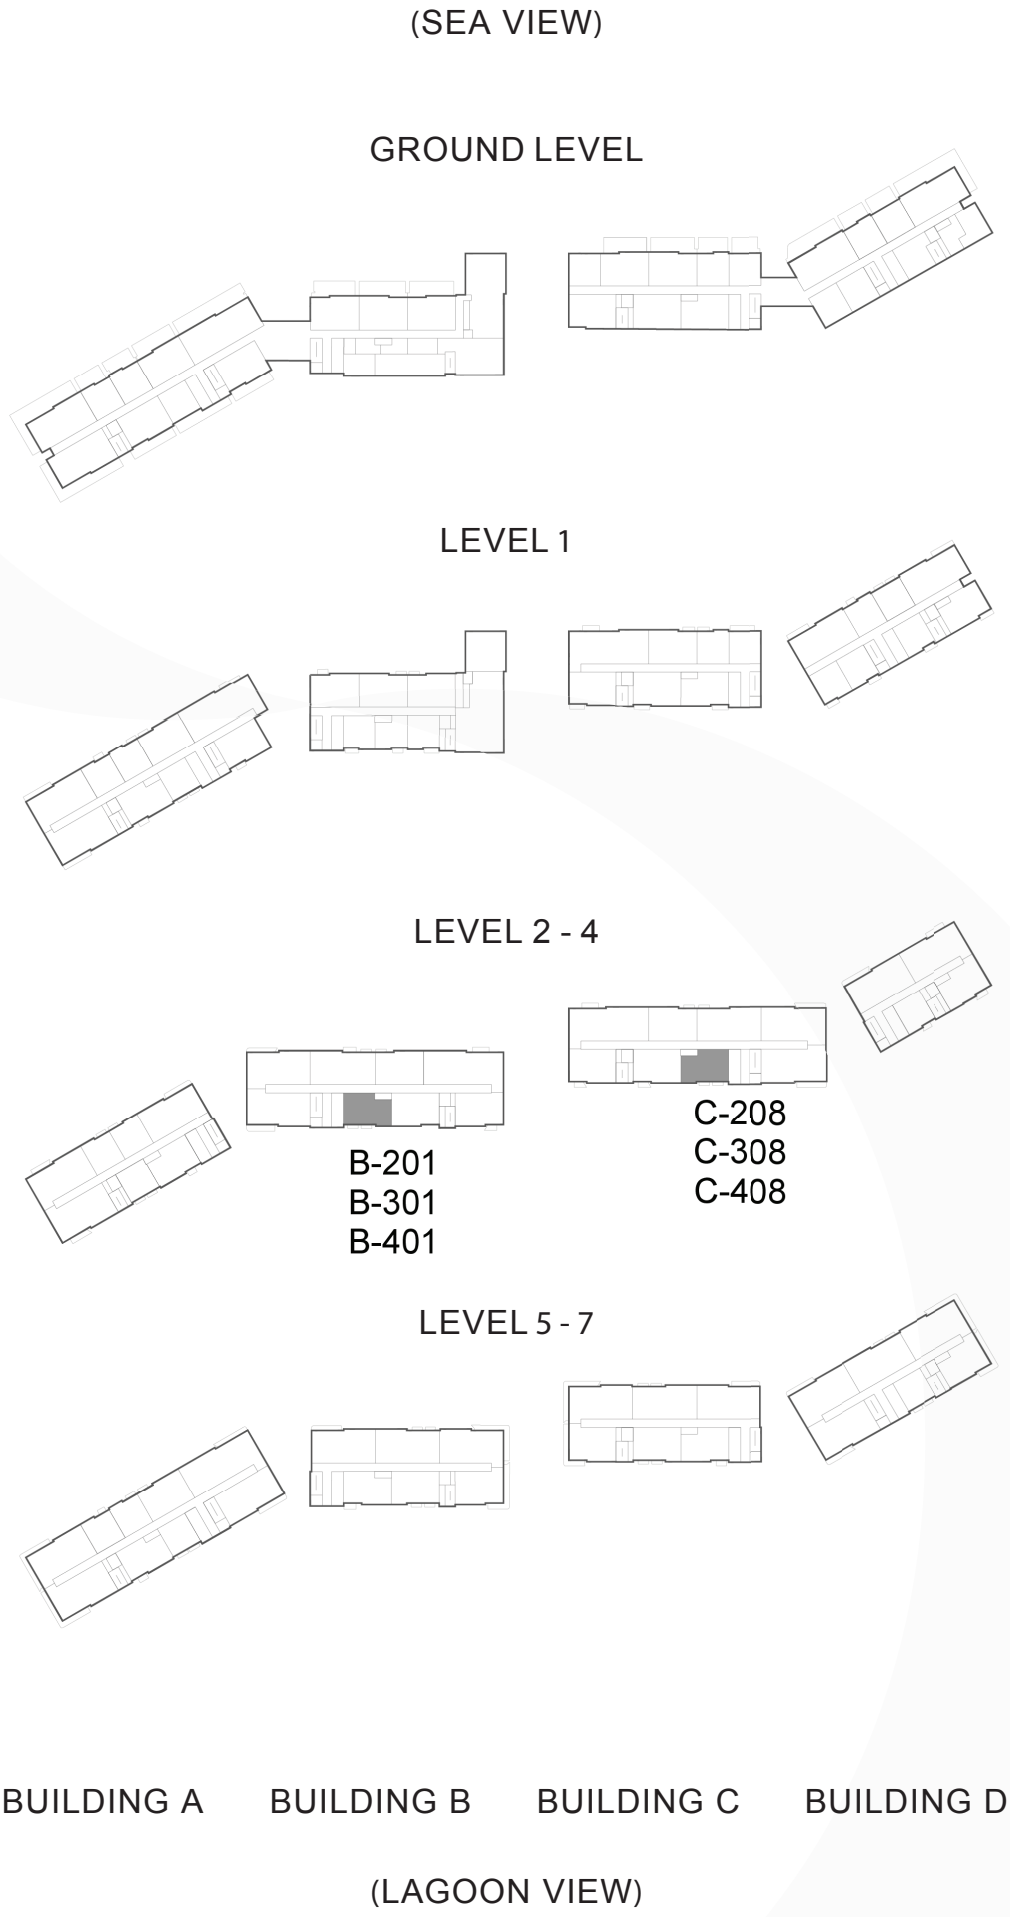 (SEA VIEW)
GROUND LEVEL
LEVEL 1
LEVEL 2 - 4
B-201
B-301
B-401
C-208
C-308
C-408
LEVEL 5 - 7
BUILDING A
BUILDING B
BUILDING C
BUILDING D
(LAGOON VIEW)